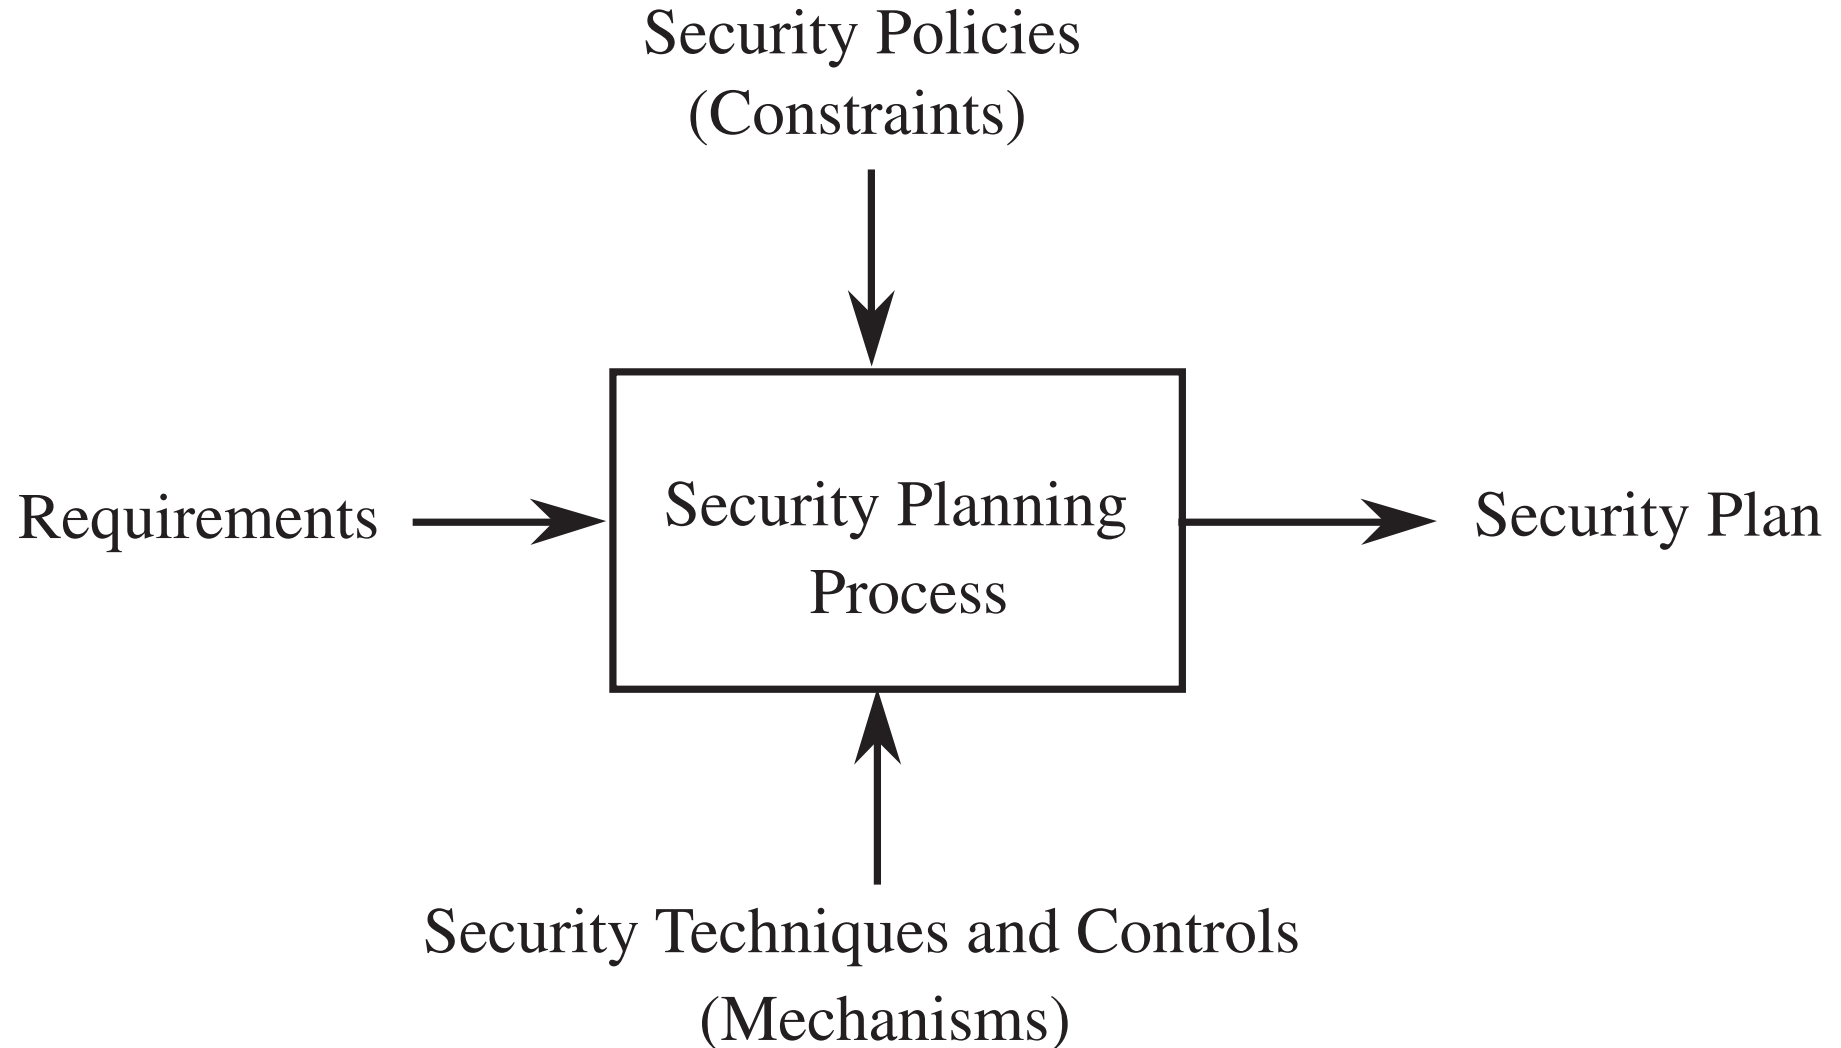 Security Policies
(Constraints)
Requirements
Security Planning
Process
Security Plan
Security Techniques and Controls
(Mechanisms)